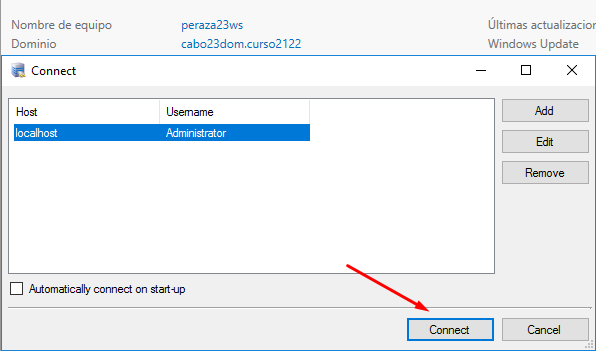 Nombre de equipo peraza23ws Últimas actualizacion
Dominio cabo23dom.curso2122 Windows Update
Connect
Host Username
localhost Administrator
Add
Edit
Remove
Automatically connect on start-up
Connect Cancel